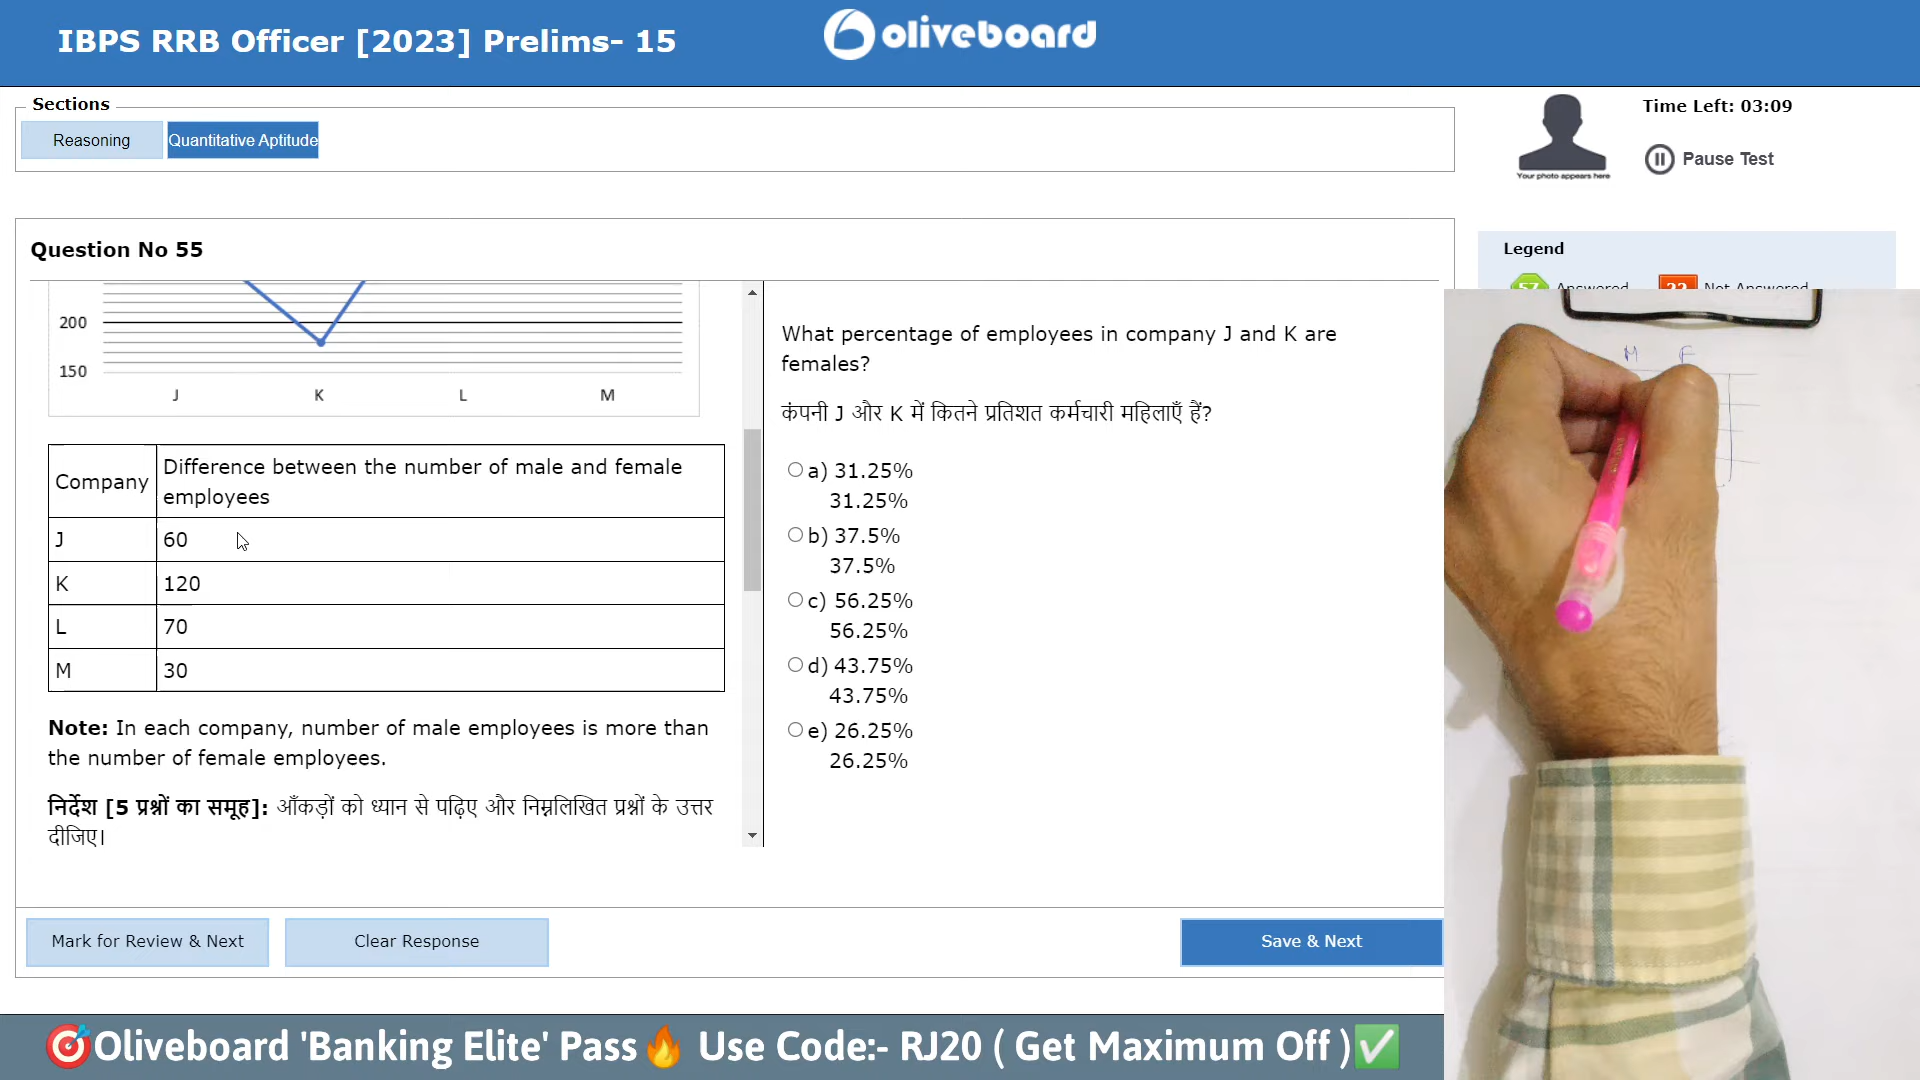 IBPS RRB Officer [2023] Prelims- 15
oliveboard
Sections
Reasoning
Quantitative Aptitude
Your photo appears here
Time Left: 03:09
Pause Test
Question No 55
Legend
57 Answered
Not Answered
200
150
J K L M
Company
Difference between the number of male and female
employees
J 60
K 120
L 70
M 30
Note: In each company, number of male employees is more than
the number of female employees.
निर्देश [5 प्रश्नों का समूह]: आँकड़ों को ध्यान से पढ़िए और निम्नलिखित प्रश्नों के उत्तर
दीजिए।
What percentage of employees in company J and K are
females?
कंपनी J और K में कितने प्रतिशत कर्मचारी महिलाएँ हैं?
a) 31.25%
31.25%
b) 37.5%
37.5%
c) 56.25%
56.25%
d) 43.75%
43.75%
e) 26.25%
26.25%
M F
Mark for Review & Next
Clear Response
Save & Next
Oliveboard 'Banking Elite' Pass Use Code:- RJ20 ( Get Maximum Off )